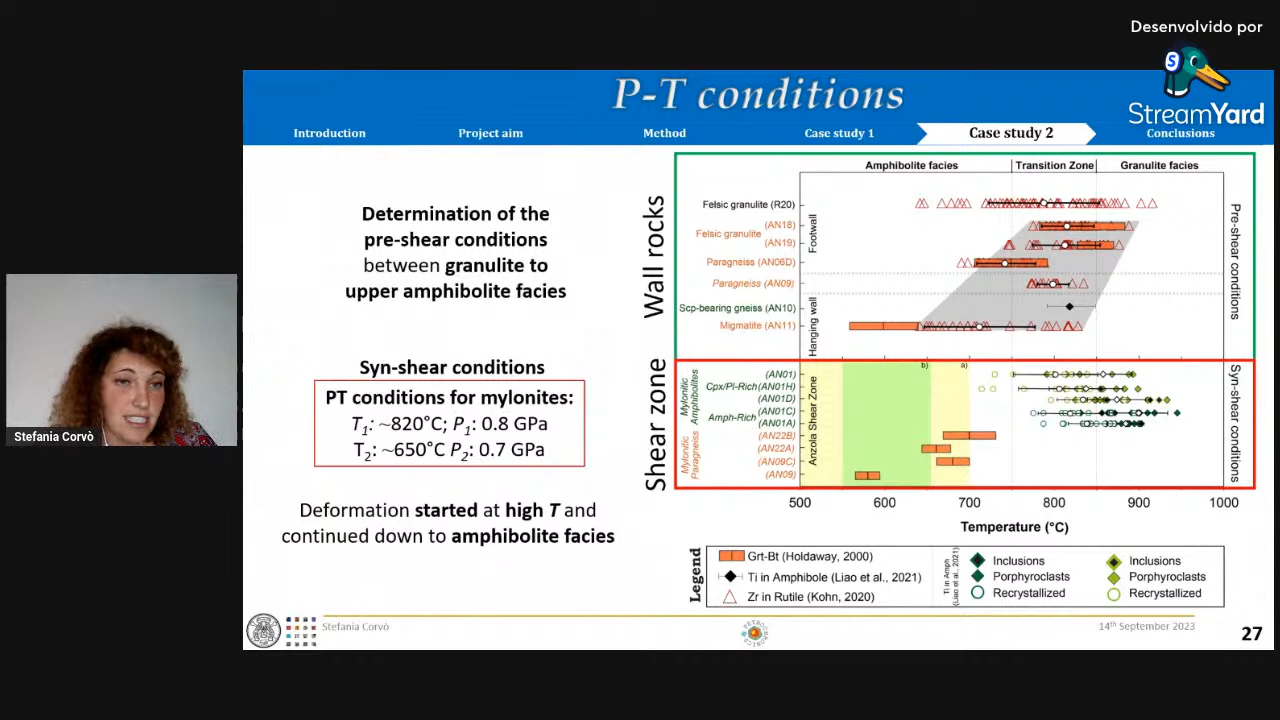 Desenvolvido por
StreamYard
P-T conditions
Introduction
Project aim
Method
Case study 1
Case study 2
Conclusions
Determination of the
pre-shear conditions
between granulite to
upper amphibolite facies
Syn-shear conditions
PT conditions for mylonites:
T1: ~820°C; P1: 0.8 GPa
T2: ~650°C P2: 0.7 GPa
Deformation started at high T and
continued down to amphibolite facies
Wall rocks
Shear zone
Amphibolite facies
Transition Zone
Granulite facies
Felsic granulite (R20)
Felsic granulite
(AN18)
(AN19)
Paragneiss (AN06D)
Paragneiss (AN09)
Scp-bearing gneiss (AN10)
Migmatite (AN11)
Footwall
Hanging wall
Pre-shear conditions
Mylonitic
Amphibolites
(AN01)
Cpx/Pl-Rich(AN01H)
(AN01D)
Amph-Rich
(AN01C)
(AN01A)
Mylonitic
Paragneiss
(AN22B)
(AN22A)
(AN09C)
(AN09)
Anzola Shear Zone
b)
a)
Syn-shear conditions
500
600
700
800
900
1000
Temperature (°C)
Legend
Grt-Bt (Holdaway, 2000)
Ti in Amphibole (Liao et al., 2021)
Zr in Rutile (Kohn, 2020)
Ti in Amph
(Liao et al., 2021)
Inclusions
Porphyroclasts
Recrystallized
Inclusions
Porphyroclasts
Recrystallized
Stefania Corvò
14th September 2023
27
Stefania Corvò